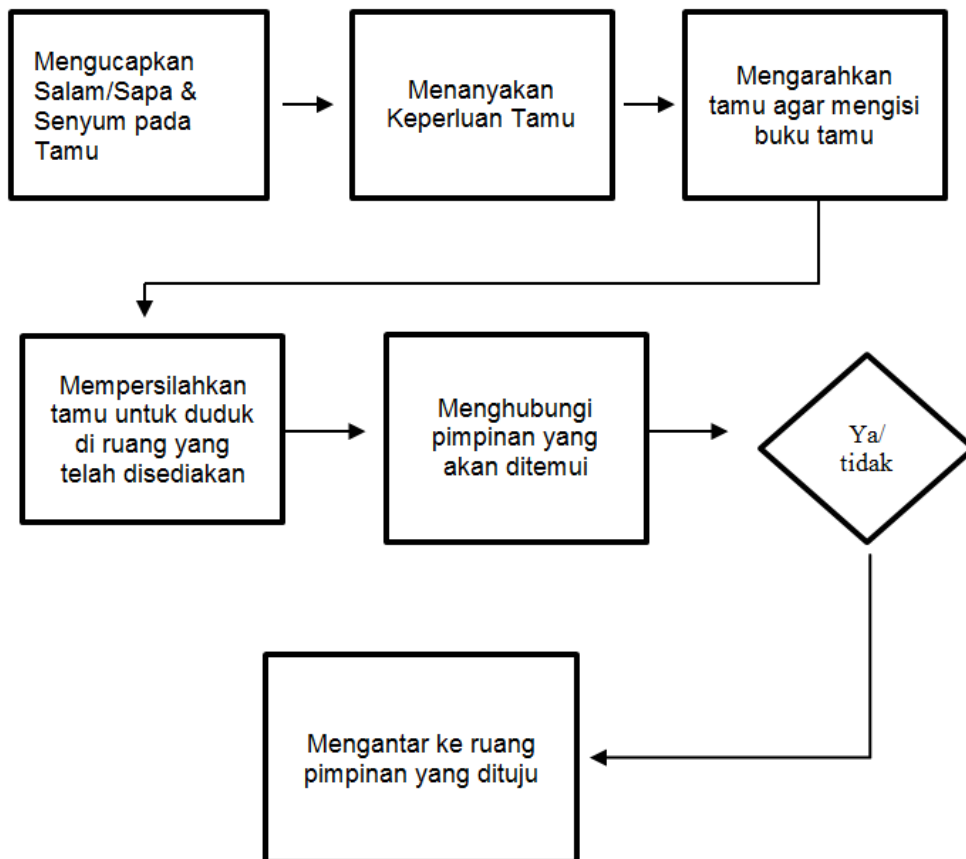 Mengucapkan
Salam/Sapa &
Senyum pada
Tamu
Menanyakan
Keperluan Tamu
Mengarahkan
tamu agar mengisi
buku tamu
Mempersilahkan
tamu untuk duduk
di ruang yang
telah disediakan
Menghubungi
pimpinan yang
akan ditemui
Ya/
tidak
Mengantar ke ruang
pimpinan yang dituju